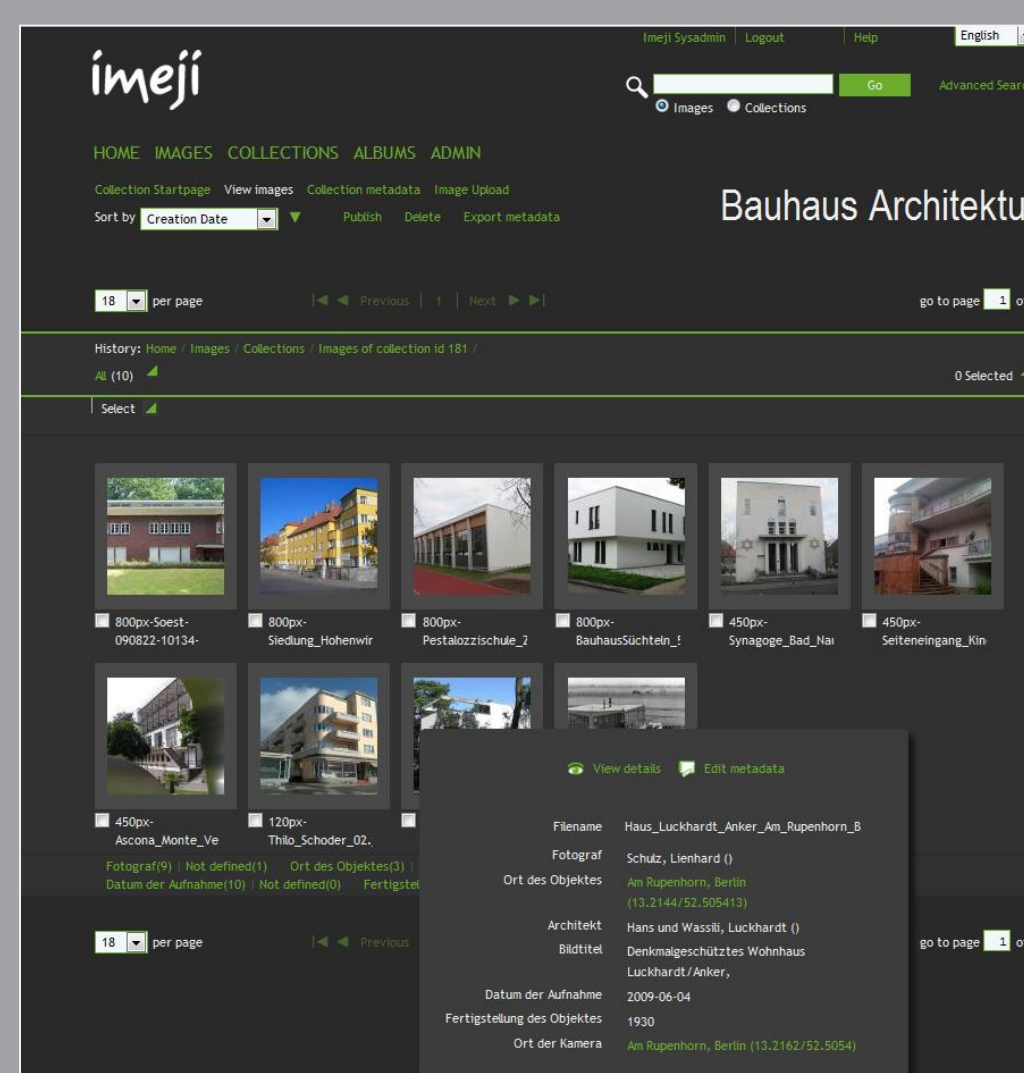 Imeji Sysadmin | Logout | Help English
imeji
Go Advanced Sear
Images Collections
HOME IMAGES COLLECTIONS ALBUMS ADMIN
Collection Startpage View images Collection metadata Image Upload
Bauhaus Architektu
Sort by Creation Date Publish Delete Export metadata
18 per page Previous | 1 | Next go to page 1 o
History: Home / Images / Collections / Images of collection id 181 /
All (10) 0 Selected
Select
800px-Soest-
090822-10134-
800px-
Siedlung_Hohenwir
800px-
Pestalozzischule_Z
800px-
BauhausSüchteln_5
450px-
Synagoge_Bad_Nau
450px-
Seiteneingang_Kin
450px-
Ascona_Monte_Ve
120px-
Thilo_Schoder_02.
Fotograf(9) | Not defined(1) Ort des Objektes(3) |
Datum der Aufnahme(10) | Not defined(0) Fertigstel
18 per page Previous go to page 1 o
View details Edit metadata
Filename Haus_Luckhardt_Anker_Am_Rupenhorn_B
Fotograf Schulz, Lienhard ()
Ort des Objektes Am Rupenhorn, Berlin
(13.2144/52.505413)
Architekt Hans und Wassili, Luckhardt ()
Bildtitel Denkmalgeschütztes Wohnhaus
Luckhardt/Anker,
Datum der Aufnahme 2009-06-04
Fertigstellung des Objektes 1930
Ort der Kamera Am Rupenhorn, Berlin (13.2162/52.5054)